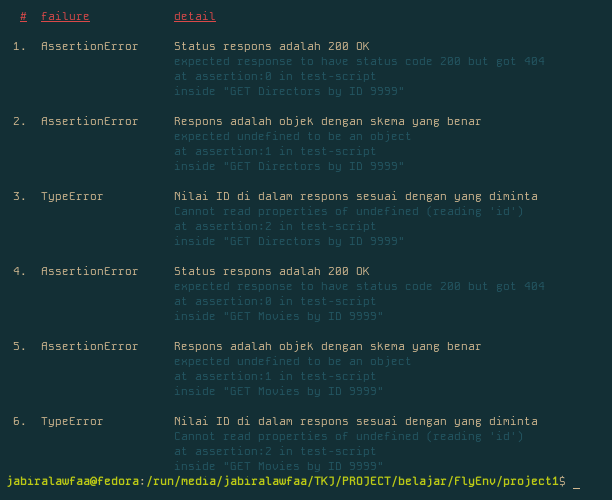 # failure detail
1. AssertionError Status respons adalah 200 OK
expected response to have status code 200 but got 404
at assertion:0 in test-script
inside "GET Directors by ID 9999"
2. AssertionError Respons adalah objek dengan skema yang benar
expected undefined to be an object
at assertion:1 in test-script
inside "GET Directors by ID 9999"
3. TypeError Nilai ID di dalam respons sesuai dengan yang diminta
Cannot read properties of undefined (reading 'id')
at assertion:2 in test-script
inside "GET Directors by ID 9999"
4. AssertionError Status respons adalah 200 OK
expected response to have status code 200 but got 404
at assertion:0 in test-script
inside "GET Movies by ID 9999"
5. AssertionError Respons adalah objek dengan skema yang benar
expected undefined to be an object
at assertion:1 in test-script
inside "GET Movies by ID 9999"
6. TypeError Nilai ID di dalam respons sesuai dengan yang diminta
Cannot read properties of undefined (reading 'id')
at assertion:2 in test-script
inside "GET Movies by ID 9999"
jabiralawfaa@fedora:/run/media/jabiralawfaa/TKJ/PROJECT/belajar/FlyEnv/project1$ _